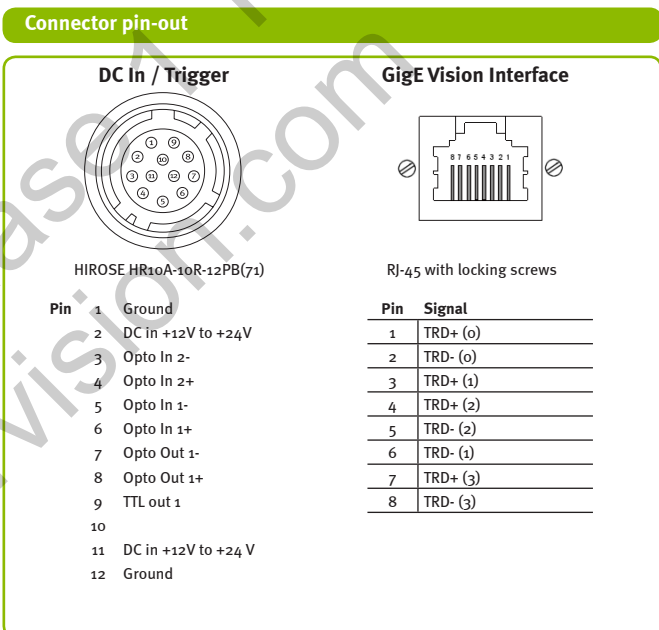 Connector pin-out
DC In / Trigger
1 9
2 10 8
3 11 12 7
4 6
5
HIROSE HR10A-10R-12PB(71)
Pin 1 Ground
2 DC in +12V to +24V
3 Opto In 2-
4 Opto In 2+
5 Opto In 1-
6 Opto In 1+
7 Opto Out 1-
8 Opto Out 1+
9 TTL out 1
10
11 DC in +12V to +24 V
12 Ground
GigE Vision Interface
8 7 6 5 4 3 2 1
RJ-45 with locking screws
Pin Signal
1 TRD+ (0)
2 TRD- (0)
3 TRD+ (1)
4 TRD+ (2)
5 TRD- (2)
6 TRD- (1)
7 TRD+ (3)
8 TRD- (3)